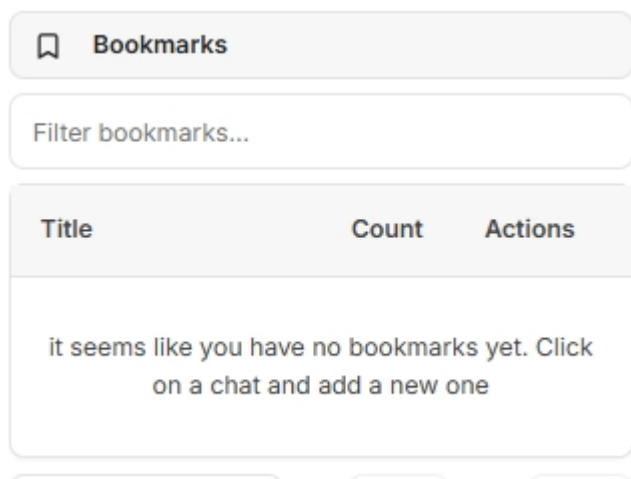 Bookmarks
Filter bookmarks...
Title Count Actions
it seems like you have no bookmarks yet. Click
on a chat and add a new one